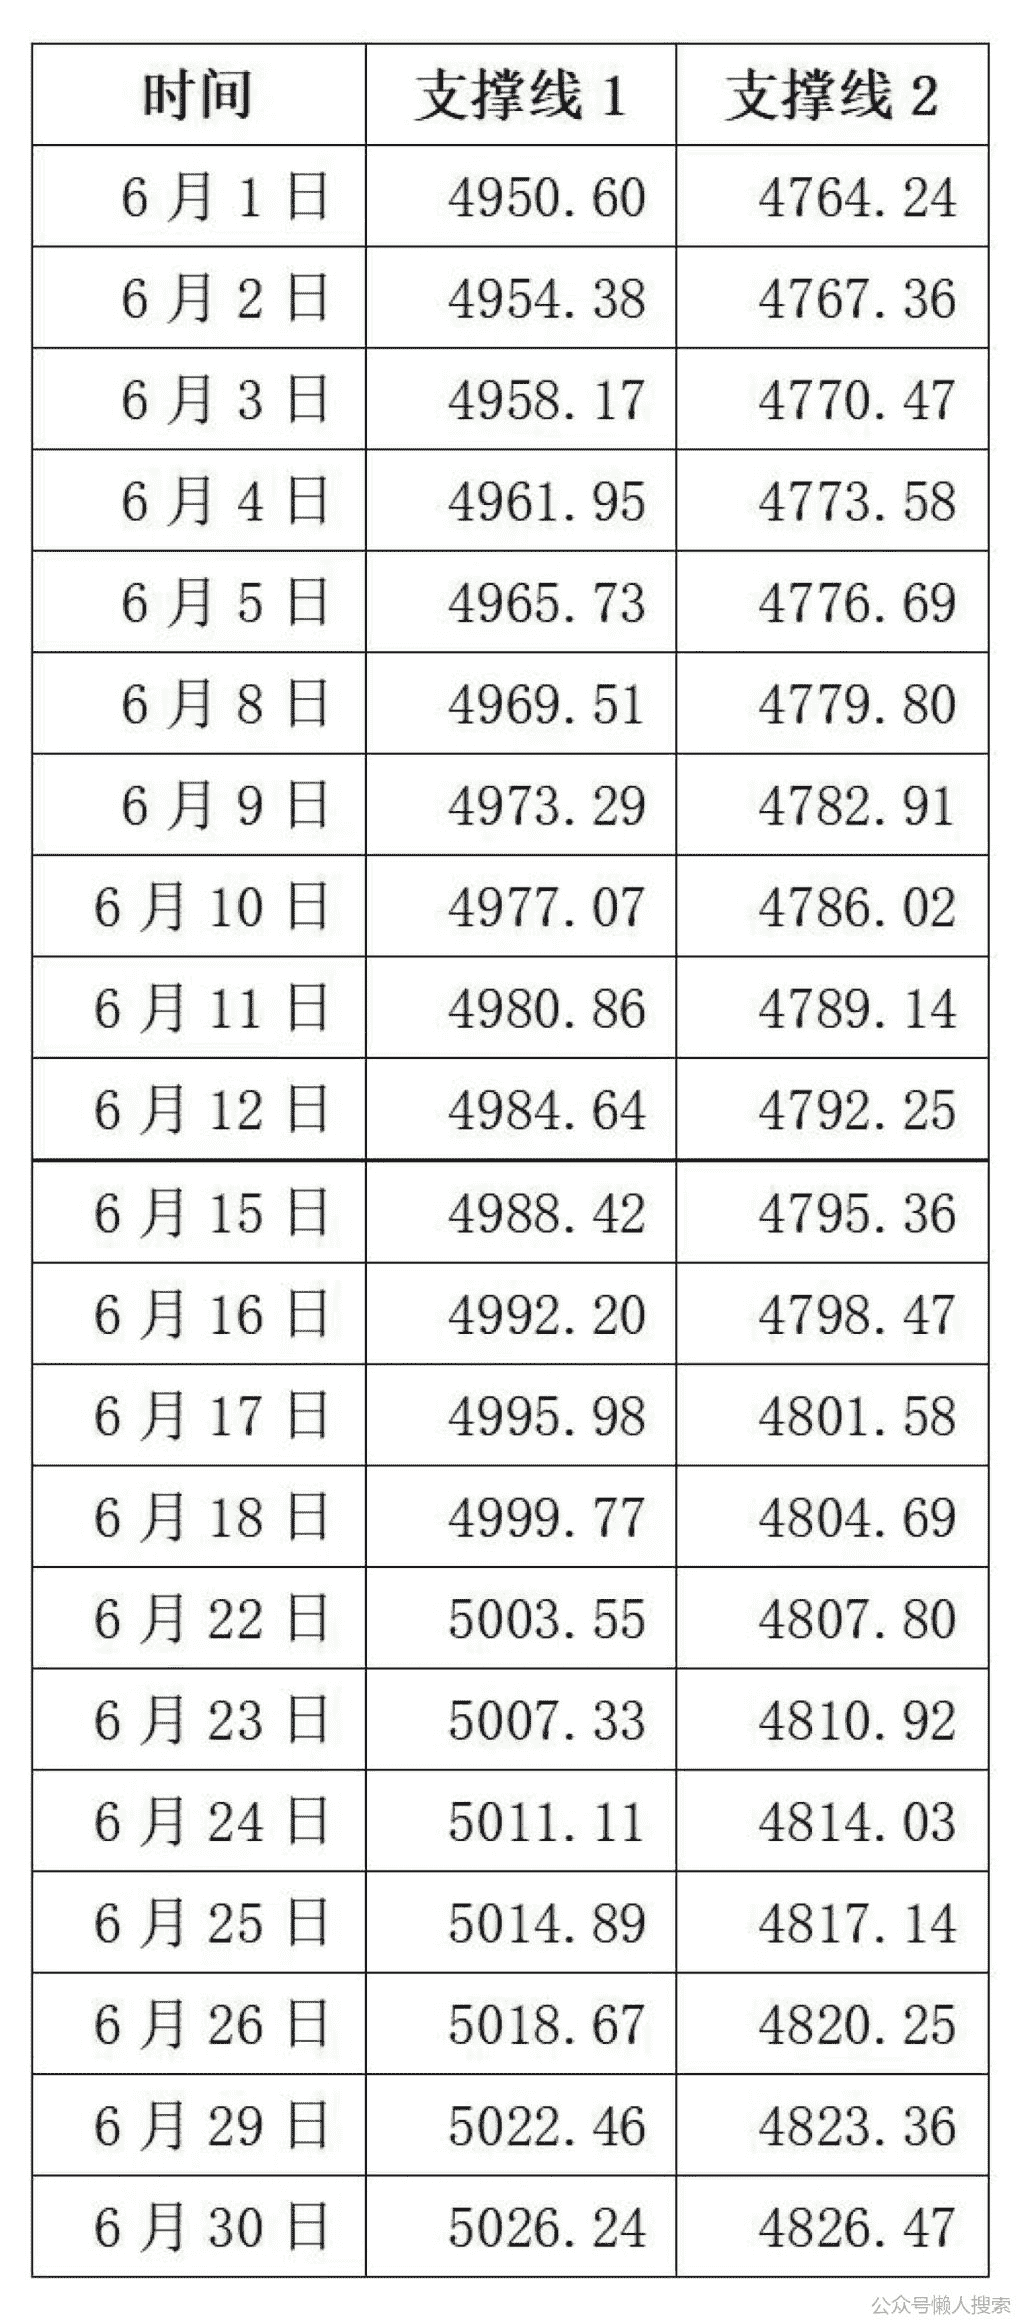 时间 支撑线 1 支撑线 2
6 月 1 日 4950.60 4764.24
6 月 2 日 4954.38 4767.36
6 月 3 日 4958.17 4770.47
6 月 4 日 4961.95 4773.58
6 月 5 日 4965.73 4776.69
6 月 8 日 4969.51 4779.80
6 月 9 日 4973.29 4782.91
6 月 10 日 4977.07 4786.02
6 月 11 日 4980.86 4789.14
6 月 12 日 4984.64 4792.25
6 月 15 日 4988.42 4795.36
6 月 16 日 4992.20 4798.47
6 月 17 日 4995.98 4801.58
6 月 18 日 4999.77 4804.69
6 月 22 日 5003.55 4807.80
6 月 23 日 5007.33 4810.92
6 月 24 日 5011.11 4814.03
6 月 25 日 5014.89 4817.14
6 月 26 日 5018.67 4820.25
6 月 29 日 5022.46 4823.36
6 月 30 日 5026.24 4826.47
公众号懒人搜索